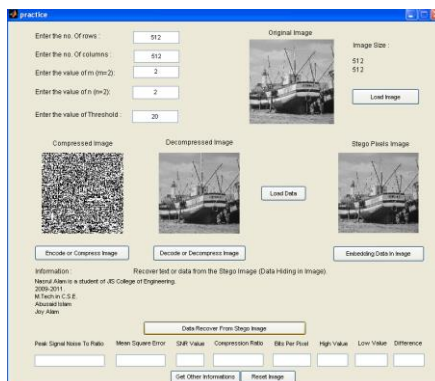 practice
Enter the no. Of rows : 512
Enter the no. Of columns : 512
Enter the value of m (m=2): 2
Enter the value of n (n=2): 2
Enter the value of Threshold : 20
Original Image
Image Size :
512
512
Load Image
Compressed Image
Decompressed Image
Stego Pixels Image
Load Data
Encode or Compress Image
Decode or Decompress Image
Embedding Data in Image
Information : Recover text or data from the Stego Image (Data Hiding in Image).
Nasrul Alam is a student of JIS College of Engineering.
2009-2011.
M.Tech in C.S.E.
Abusaid Islam
Joy Alam
Data Recover From Stego Image
Peak Signal Noise To Ratio Mean Square Error SNR Value Compression Ratio Bits Per Pixel High Value Low Value Difference
Get Other Informations Reset Image